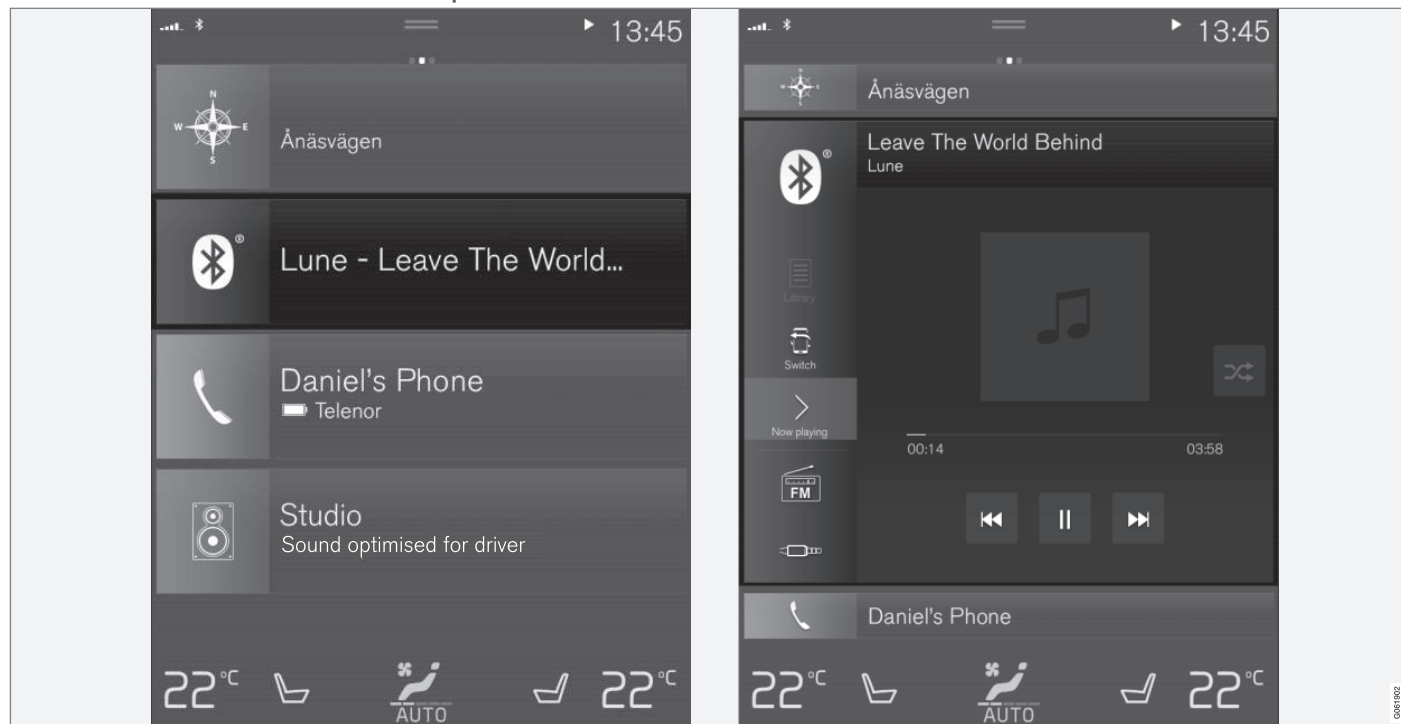 13:45
N
W E
S
Ånäsvägen
®
Lune - Leave The World...
Daniel's Phone
Telenor
Studio
Sound optimised for driver
22°C
AUTO
22°C
13:45
N
W E
S
Ånäsvägen
®
Leave The World Behind
Lune
Library
Switch
Now playing
00:14
03:58
FM
Daniel's Phone
22°C
AUTO
22°C
G061902